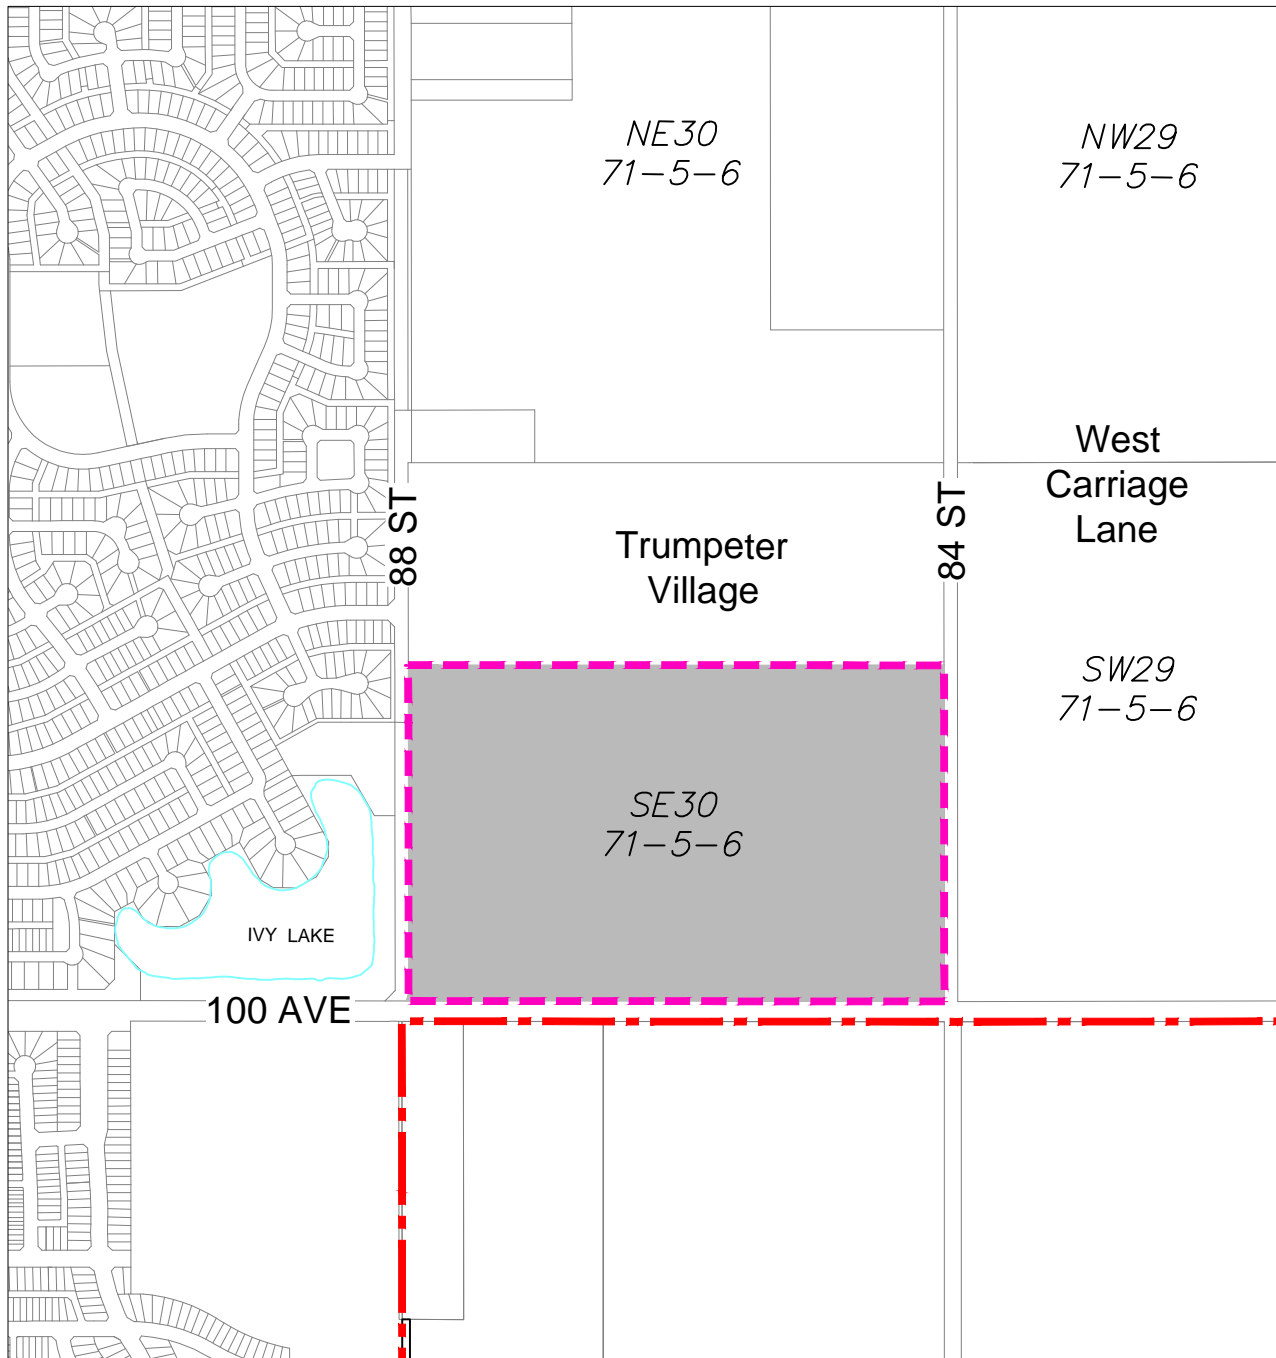 NE30
71-5-6
NW29
71-5-6
West
Carriage
Lane
88 ST
84 ST
Trumpeter
Village
SW29
71-5-6
SE30
71-5-6
IVY LAKE
100 AVE